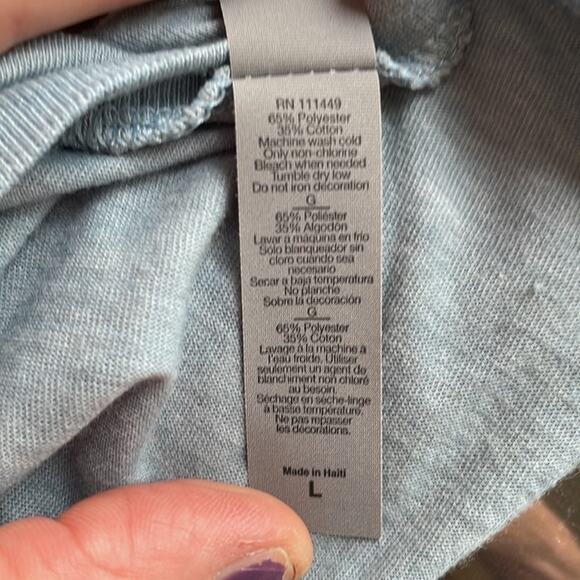 RN 111449
65% Polyester
35% Cotton
Machine wash cold
Only non-chlorine
Bleach when needed
Tumble dry low
Do not iron decoration
G
65% Poliéster
35% Algodón
Lavar a máquina en frio
Solo blanqueador sin
cloro cuando sea
necesario
Secar a baja temperatura
No planche
Sobre la decoración
G
65% Polyester
35% Coton
Lavage à la machine à
l'eau froide. Utiliser
seulement un agent de
blanchiment non chloré
au besoin.
Séchage en sèche-linge
à basse température.
Ne pas repasser
les décorations.
Made in Haiti
L